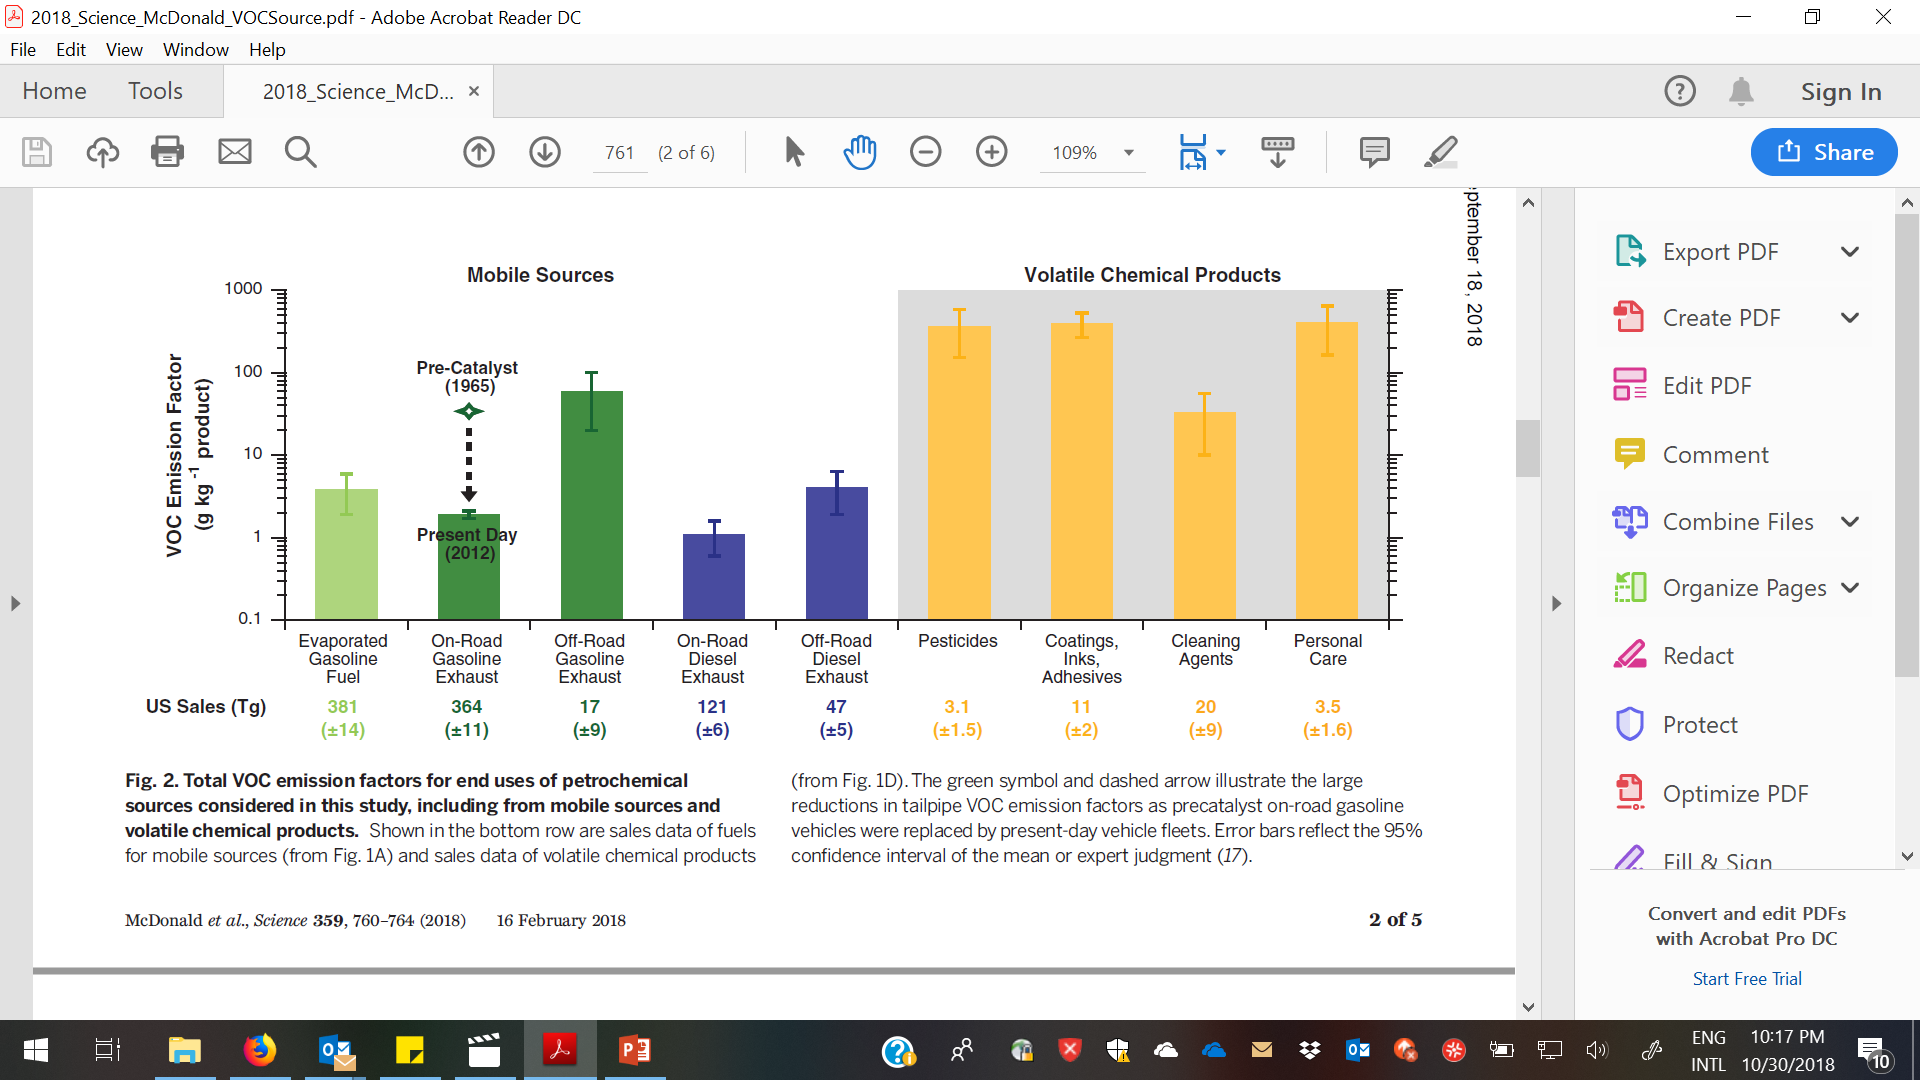 2018_Science_McDonald_VOCSource.pdf - Adobe Acrobat Reader DC
File Edit View Window Help
Home Tools 2018_Science_McD... × Sign In
761 (2 of 6) 109% Share
eptember 18, 2018
Mobile Sources Volatile Chemical Products
VOC Emission Factor
(g kg⁻¹ product)
1000
100
10
1
0.1
Pre-Catalyst
(1965)
Present Day
(2012)
Evaporated Gasoline Fuel
On-Road Gasoline Exhaust
Off-Road Gasoline Exhaust
On-Road Diesel Exhaust
Off-Road Diesel Exhaust
Pesticides
Coatings, Inks, Adhesives
Cleaning Agents
Personal Care
US Sales (Tg) 381 364 17 121 47 3.1 11 20 3.5
(±14) (±11) (±9) (±6) (±5) (±1.5) (±2) (±9) (±1.6)
Fig. 2. Total VOC emission factors for end uses of petrochemical
sources considered in this study, including from mobile sources and
volatile chemical products. Shown in the bottom row are sales data of fuels
for mobile sources (from Fig. 1A) and sales data of volatile chemical products
(from Fig. 1D). The green symbol and dashed arrow illustrate the large
reductions in tailpipe VOC emission factors as precatalyst on-road gasoline
vehicles were replaced by present-day vehicle fleets. Error bars reflect the 95%
confidence interval of the mean or expert judgment (17).
McDonald et al., Science 359, 760–764 (2018) 16 February 2018 2 of 5
Export PDF
Create PDF
Edit PDF
Comment
Combine Files
Organize Pages
Redact
Protect
Optimize PDF
Fill & Sign
Convert and edit PDFs
with Acrobat Pro DC
Start Free Trial
ENG 10:17 PM
INTL 10/30/2018
10